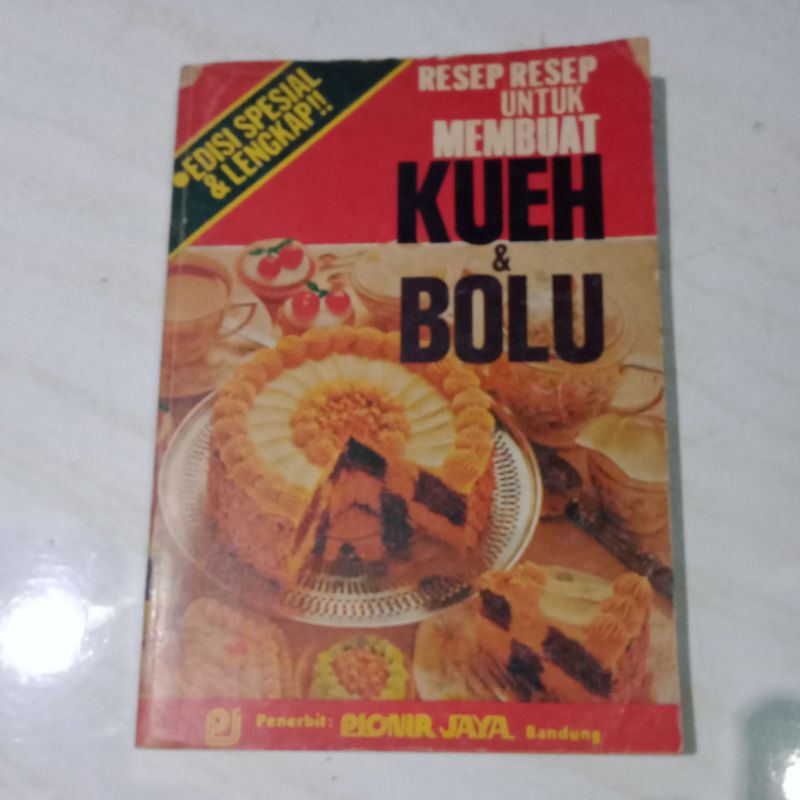 EDISI SPESIAL
& LENGKAP!!
RESEP RESEP
UNTUK
MEMBUAT
KUEH
&
BOLU
PJ Penerbit: PIONIR JAYA Bandung